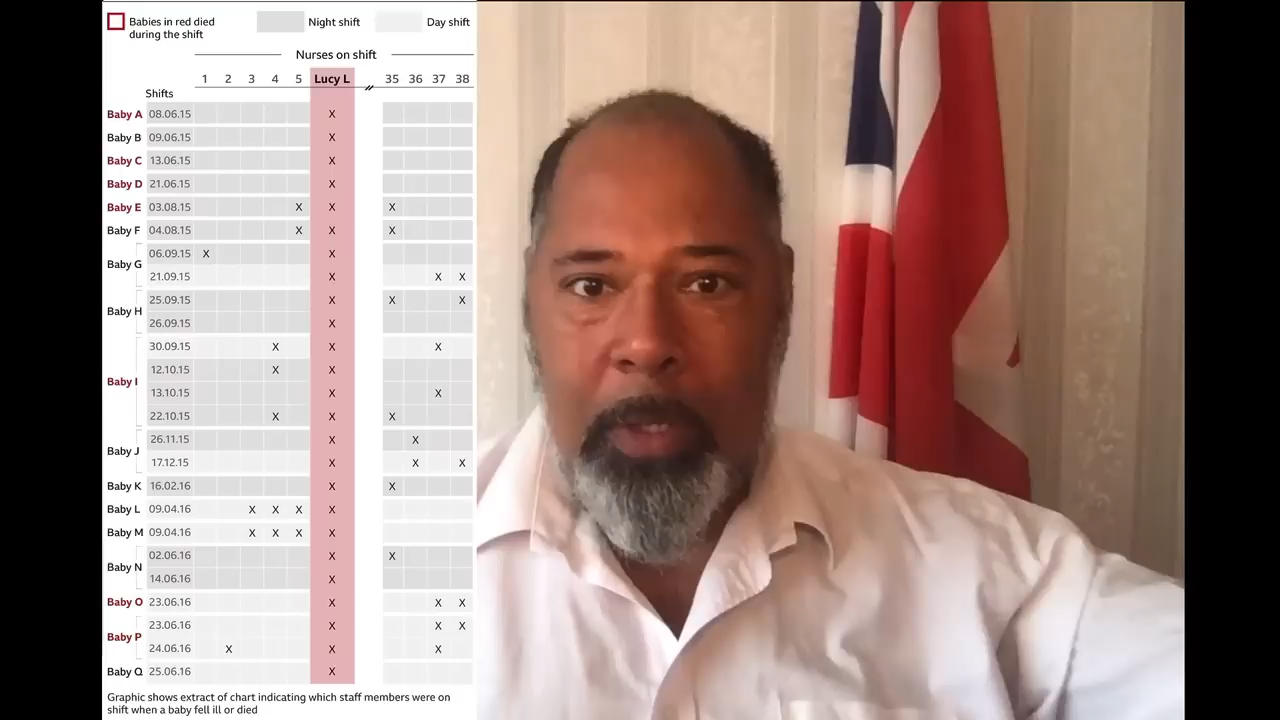 Babies in red died
during the shift
Night shift
Day shift
Nurses on shift
1 2 3 4 5 Lucy L 35 36 37 38
Shifts
Baby A 08.06.15 X
Baby B 09.06.15 X
Baby C 13.06.15 X
Baby D 21.06.15 X
Baby E 03.08.15 X X X
Baby F 04.08.15 X X X
Baby G 06.09.15 X X
21.09.15 X X X
Baby H 25.09.15 X X X
26.09.15 X
Baby I 30.09.15 X X X
12.10.15 X X
13.10.15 X X
22.10.15 X X X
Baby J 26.11.15 X X
17.12.15 X X X
Baby K 16.02.16 X X
Baby L 09.04.16 X X X X
Baby M 09.04.16 X X X X
Baby N 02.06.16 X X
14.06.16 X
Baby O 23.06.16 X X X
Baby P 23.06.16 X X X
24.06.16 X X X
Baby Q 25.06.16 X
Graphic shows extract of chart indicating which staff members were on
shift when a baby fell ill or died